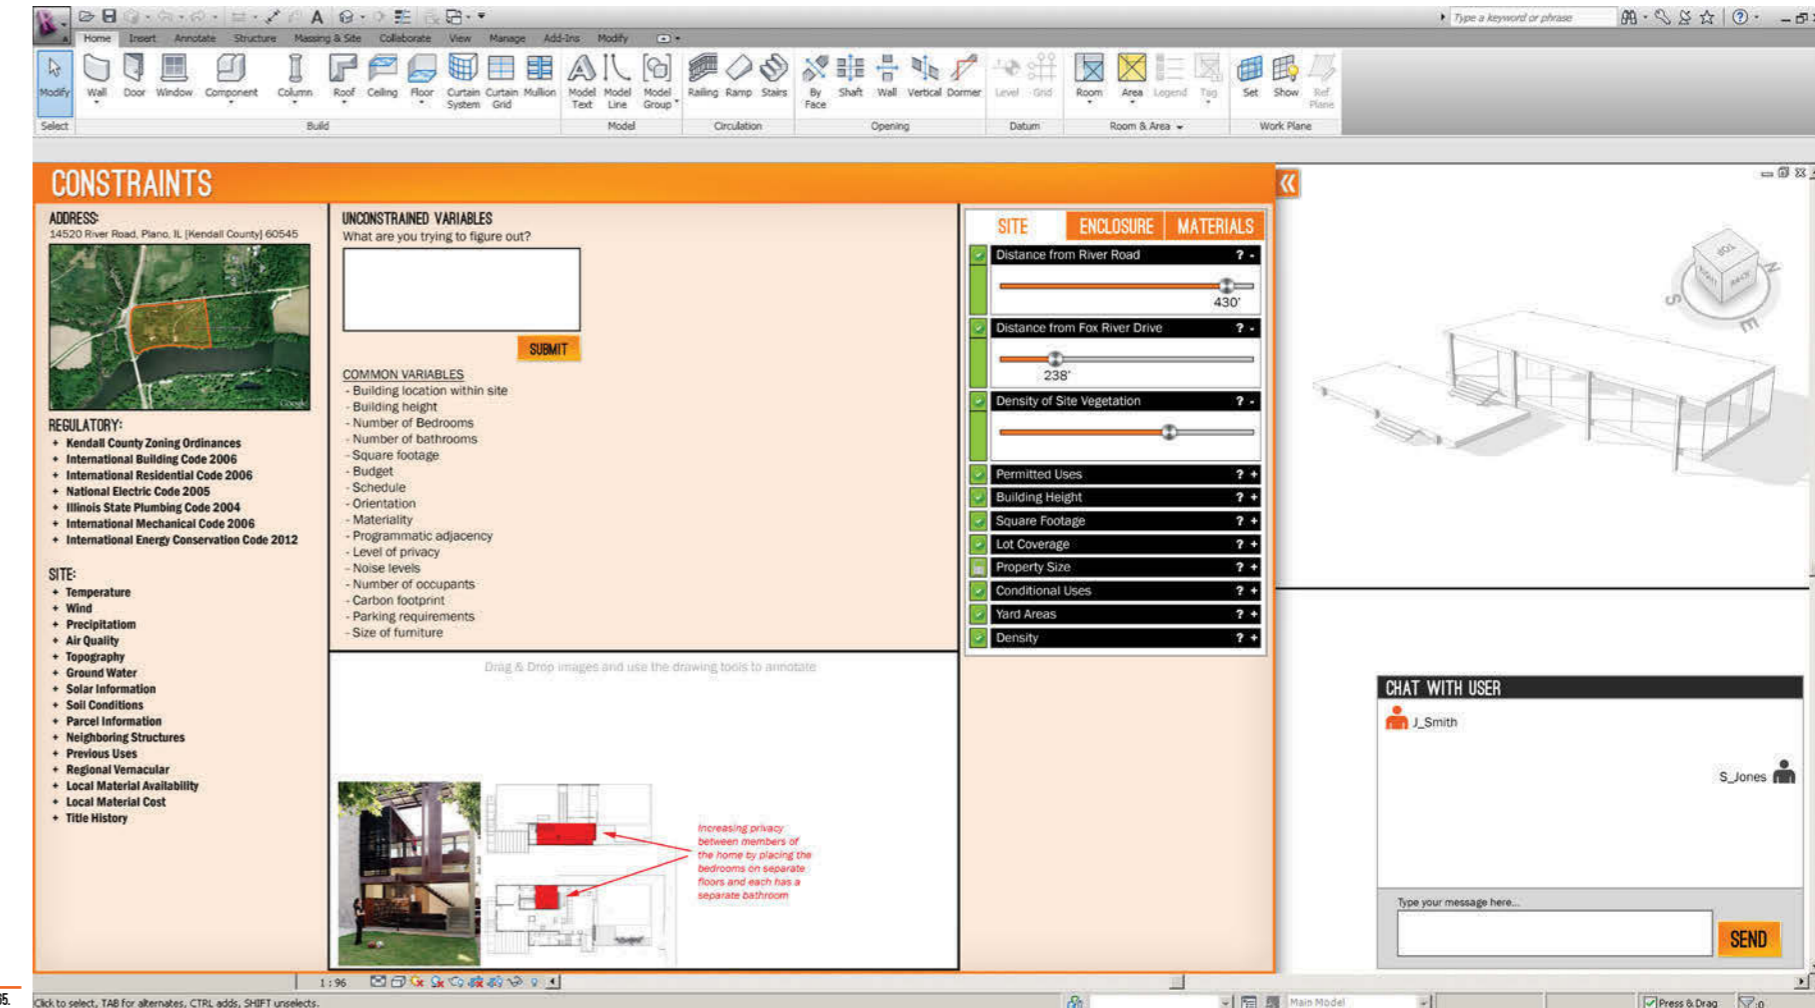 A
Type a keyword or phrase
Home Insert Annotate Structure Massing & Site Collaborate View Manage Add-Ins Modify
Modify Wall Door Window Component Column Roof Ceiling Floor Curtain System Curtain Grid Mullion Model Text Model Line Model Group Railing Ramp Stairs By Face Shaft Wall Vertical Dormer Level Grid Room Area Legend Tag Set Show Ref Plane
Select Build Model Circulation Opening Datum Room & Area Work Plane
CONSTRAINTS
ADDRESS:
14520 River Road, Plano, IL [Kendall County] 60545
Google
REGULATORY:
+ Kendall County Zoning Ordinances
+ International Building Code 2006
+ International Residential Code 2006
+ National Electric Code 2005
+ Illinois State Plumbing Code 2004
+ International Mechanical Code 2006
+ International Energy Conservation Code 2012
SITE:
+ Temperature
+ Wind
+ Precipitatiom
+ Air Quality
+ Topography
+ Ground Water
+ Solar Information
+ Soil Conditions
+ Parcel Information
+ Neighboring Structures
+ Previous Uses
+ Regional Vernacular
+ Local Material Availability
+ Local Material Cost
+ Title History
UNCONSTRAINED VARIABLES
What are you trying to figure out?
SUBMIT
COMMON VARIABLES
- Building location within site
- Building height
- Number of Bedrooms
- Number of bathrooms
- Square footage
- Budget
- Schedule
- Orientation
- Materiality
- Programmatic adjacency
- Level of privacy
- Noise levels
- Number of occupants
- Carbon footprint
- Parking requirements
- Size of furniture
Drag & Drop images and use the drawing tools to annotate
Increasing privacy
between members of
the home by placing the
bedrooms on separate
floors and each has a
separate bathroom
SITE ENCLOSURE MATERIALS
Distance from River Road ? -
430'
Distance from Fox River Drive ? -
238'
Density of Site Vegetation ? -
Permitted Uses ? +
Building Height ? +
Square Footage ? +
Lot Coverage ? +
Property Size ? +
Conditional Uses ? +
Yard Areas ? +
Density ? +
TOP
N
S
E
CHAT WITH USER
J_Smith
S_Jones
Type your message here...
SEND
1 : 96
Click to select, TAB for alternates, CTRL adds, SHIFT unselects.
Main Model
Press & Drag
:0